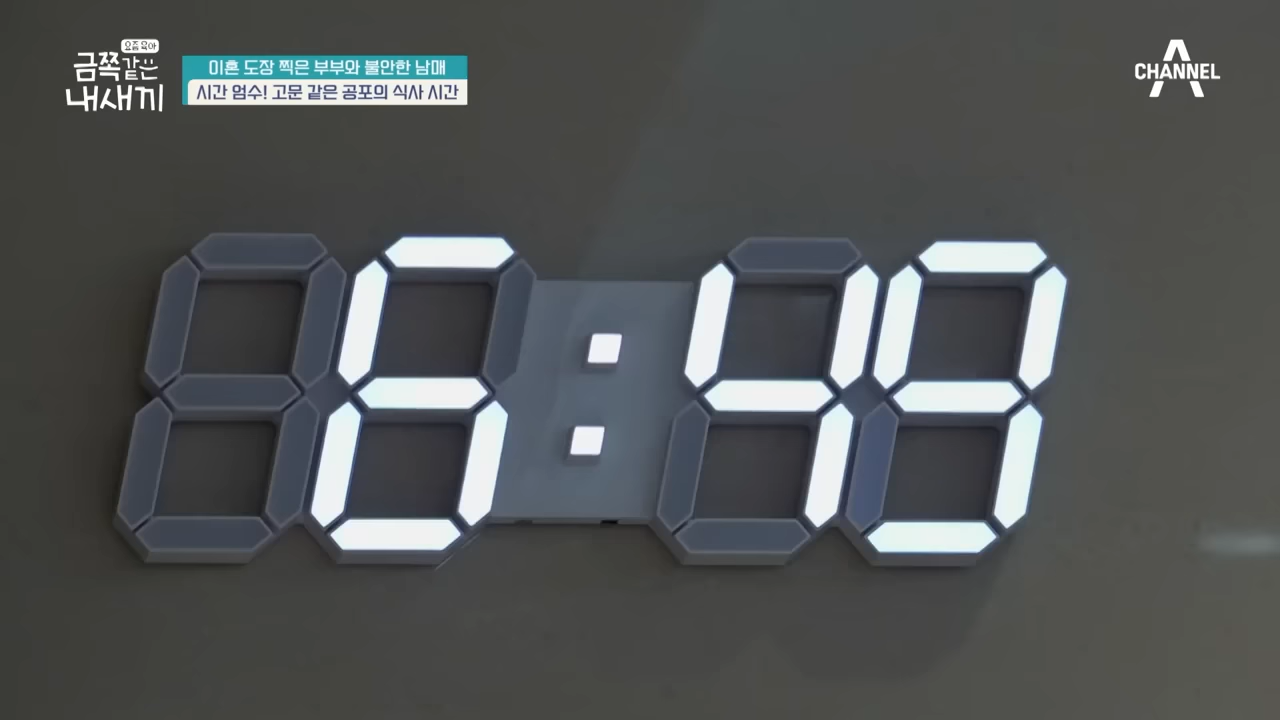 요즘 육아
금쪽같은
내새끼
이혼 도장 찍은 부부와 불안한 남매
시간 엄수! 고문 같은 공포의 식사 시간
CHANNEL A
6:49